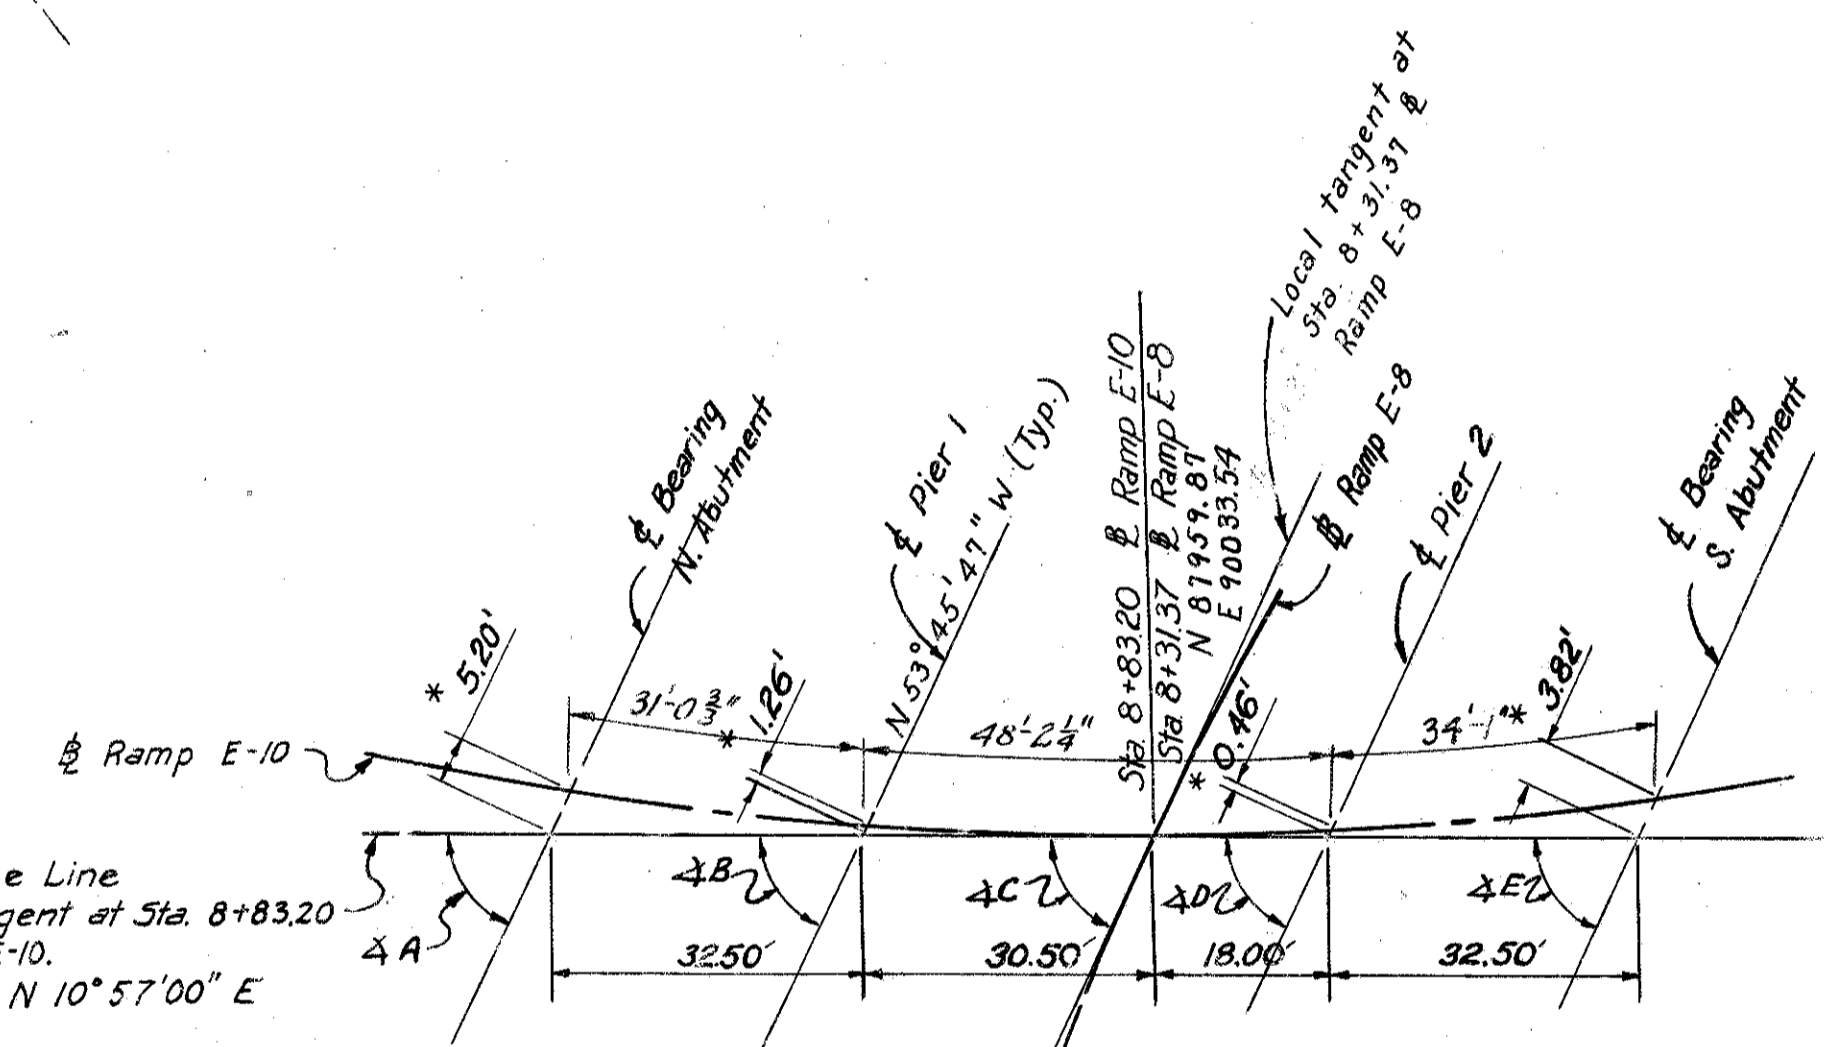 Local tangent at
Sta. 8+31.37 ⅊
Ramp E-8
℄ Bearing
N. Abutment
℄ Pier 1
N 53° 45' 47" W (Typ.)
Sta. 8+83.20 ⅊ Ramp E-10
Sta. 8+31.37 ⅊ Ramp E-8
N 87959.87
E 90033.54
⅊ Ramp E-8
℄ Pier 2
℄ Bearing
S. Abutment
* 5.20'
31'-0 3/3"
* 1.26'
48'-2 1/4"
* 0.46'
34'-1"
* 3.82'
⅊ Ramp E-10
e Line
gent at Sta. 8+83.20
E-10.
N 10°57'00" E
∡A
∡B
∡C
∡D
∡E
32.50'
30.50'
18.00'
32.50'